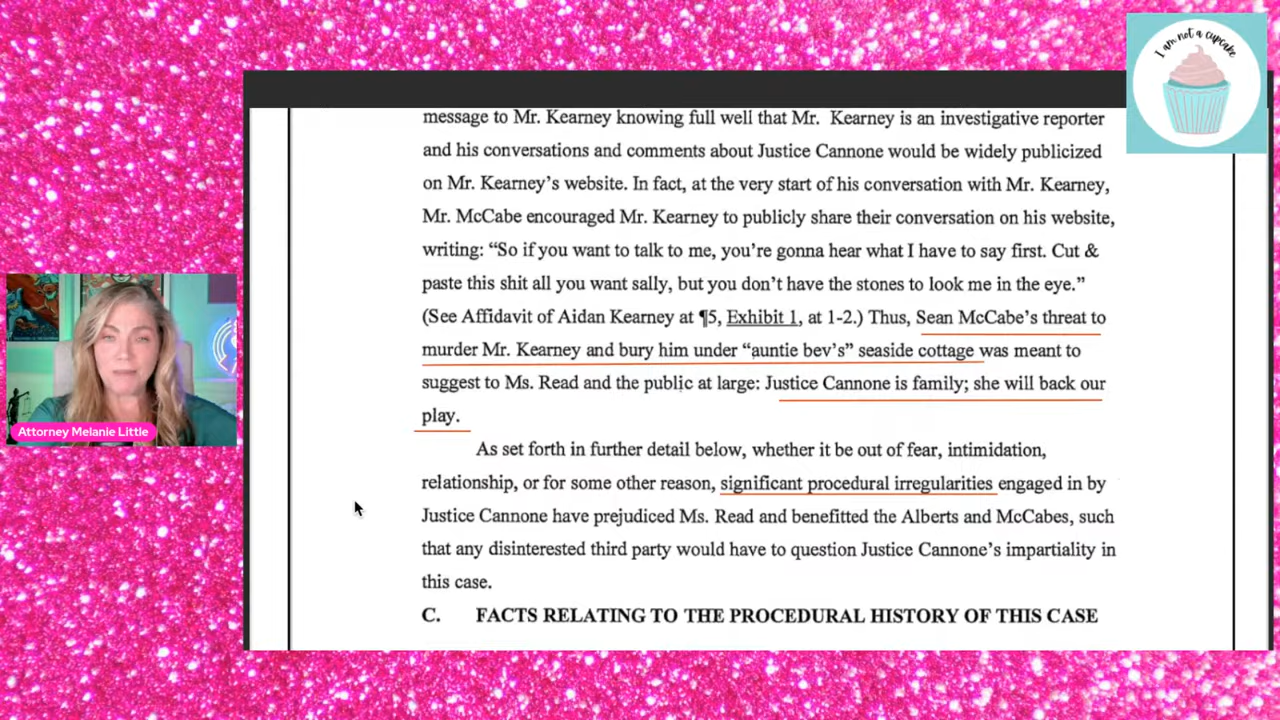 I am not a cupcake
message to Mr. Kearney knowing full well that Mr. Kearney is an investigative reporter
and his conversations and comments about Justice Cannone would be widely publicized
on Mr. Kearney's website. In fact, at the very start of his conversation with Mr. Kearney,
Mr. McCabe encouraged Mr. Kearney to publicly share their conversation on his website,
writing: “So if you want to talk to me, you're gonna hear what I have to say first. Cut &
paste this shit all you want sally, but you don't have the stones to look me in the eye.”
(See Affidavit of Aidan Kearney at ¶5, Exhibit 1, at 1-2.) Thus, Sean McCabe's threat to
murder Mr. Kearney and bury him under “auntie bev's” seaside cottage was meant to
suggest to Ms. Read and the public at large: Justice Cannone is family; she will back our
play.
As set forth in further detail below, whether it be out of fear, intimidation,
relationship, or for some other reason, significant procedural irregularities engaged in by
Justice Cannone have prejudiced Ms. Read and benefitted the Alberts and McCabes, such
that any disinterested third party would have to question Justice Cannone's impartiality in
this case.
C. FACTS RELATING TO THE PROCEDURAL HISTORY OF THIS CASE
Attorney Melanie Little